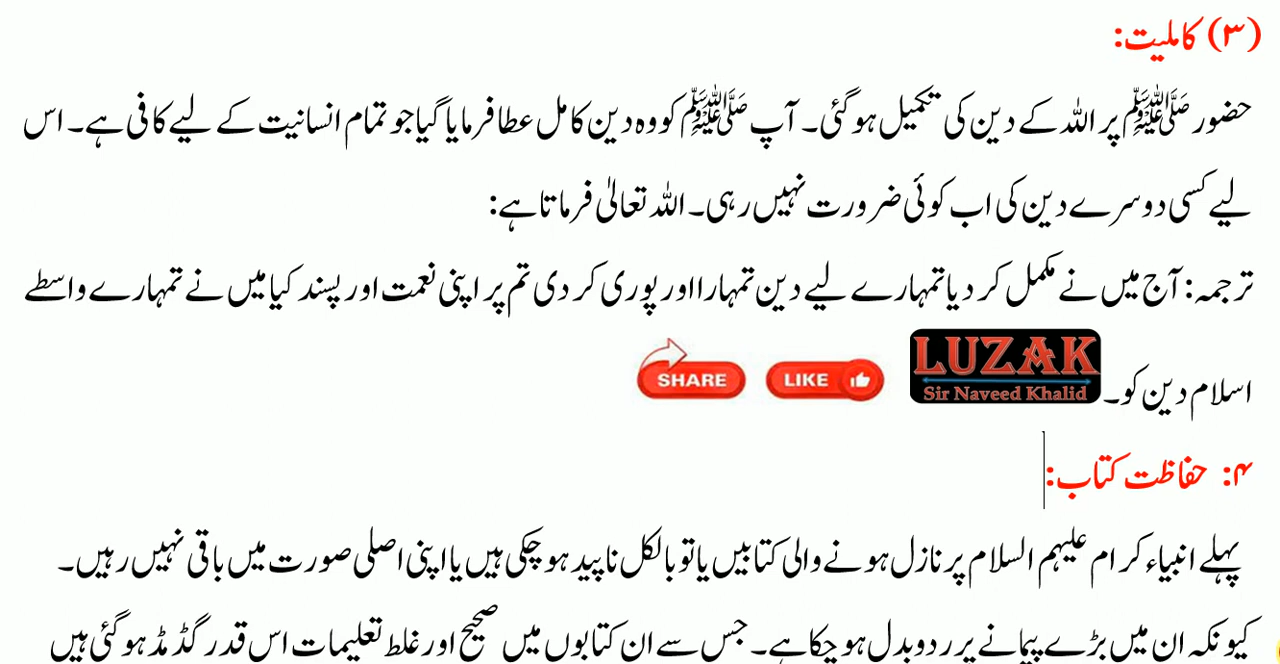 (۳) کاملیت:
حضور ﷺ پر اللہ کے دین کی تکمیل ہو گئی۔ آپ ﷺ کو وہ دین کامل عطا فرمایا گیا جو تمام انسانیت کے لیے کافی ہے۔ اس
لیے کسی دوسرے دین کی اب کوئی ضرورت نہیں رہی۔ اللہ تعالیٰ فرماتا ہے:
ترجمہ: آج میں نے مکمل کر دیا تمہارے لیے دین تمہارا اور پوری کر دی تم پر اپنی نعمت اور پسند کیا میں نے تمہارے واسطے
اسلام دین کو۔
LUZAK
Sir Naveed Khalid
LIKE
SHARE
۴: حفاظت کتاب:
پہلے انبیاء کرام علیہم السلام پر نازل ہونے والی کتابیں یا تو بالکل ناپید ہو چکی ہیں یا اپنی اصلی صورت میں باقی نہیں رہیں۔
کیونکہ ان میں بڑے پیمانے پر ردوبدل ہو چکا ہے۔ جس سے ان کتابوں میں صحیح اور غلط تعلیمات اس قدر گڈمڈ ہو گئی ہیں